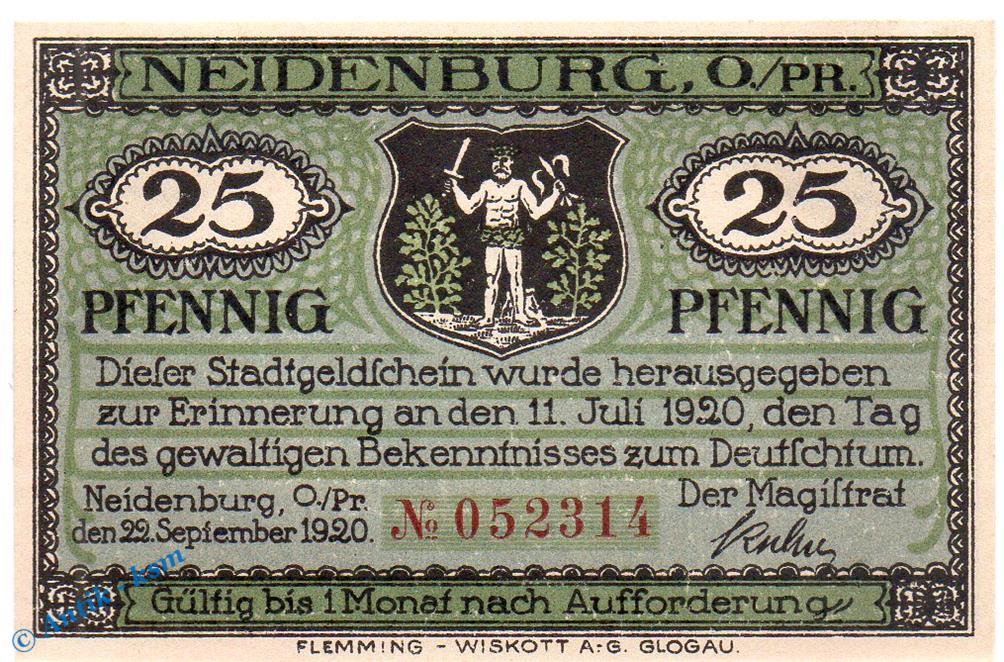 NEIDENBURG, O./PR.
25 25
PFENNIG PFENNIG
Dieſer Stadtgeldſchein wurde herausgegeben
zur Erinnerung an den 11. Juli 1920, den Tag
des gewaltigen Bekenntnisses zum Deutſchtum.
Neidenburg, O./Pr.
den 22. September 1920.
№ 052314
Der Magiſtrat
Gültig bis 1 Monat nach Aufforderung
FLEMMING - WISKOTT A.-G. GLOGAU.
© Antik-ksm